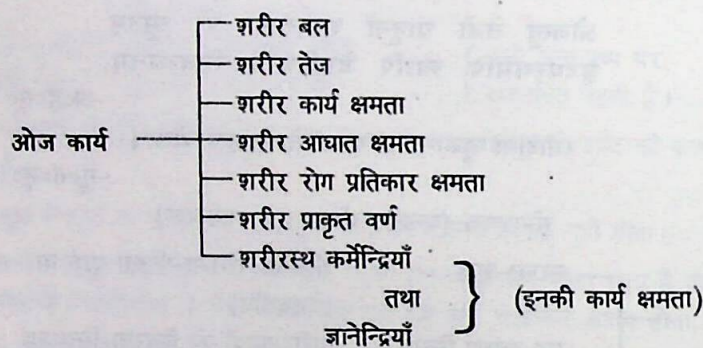 शरीर बल
शरीर तेज
शरीर कार्य क्षमता
ओज कार्य शरीर आघात क्षमता
शरीर रोग प्रतिकार क्षमता
शरीर प्राकृत वर्ण
शरीरस्थ कर्मेन्द्रियाँ
तथा (इनकी कार्य क्षमता)
ज्ञानेन्द्रियाँ